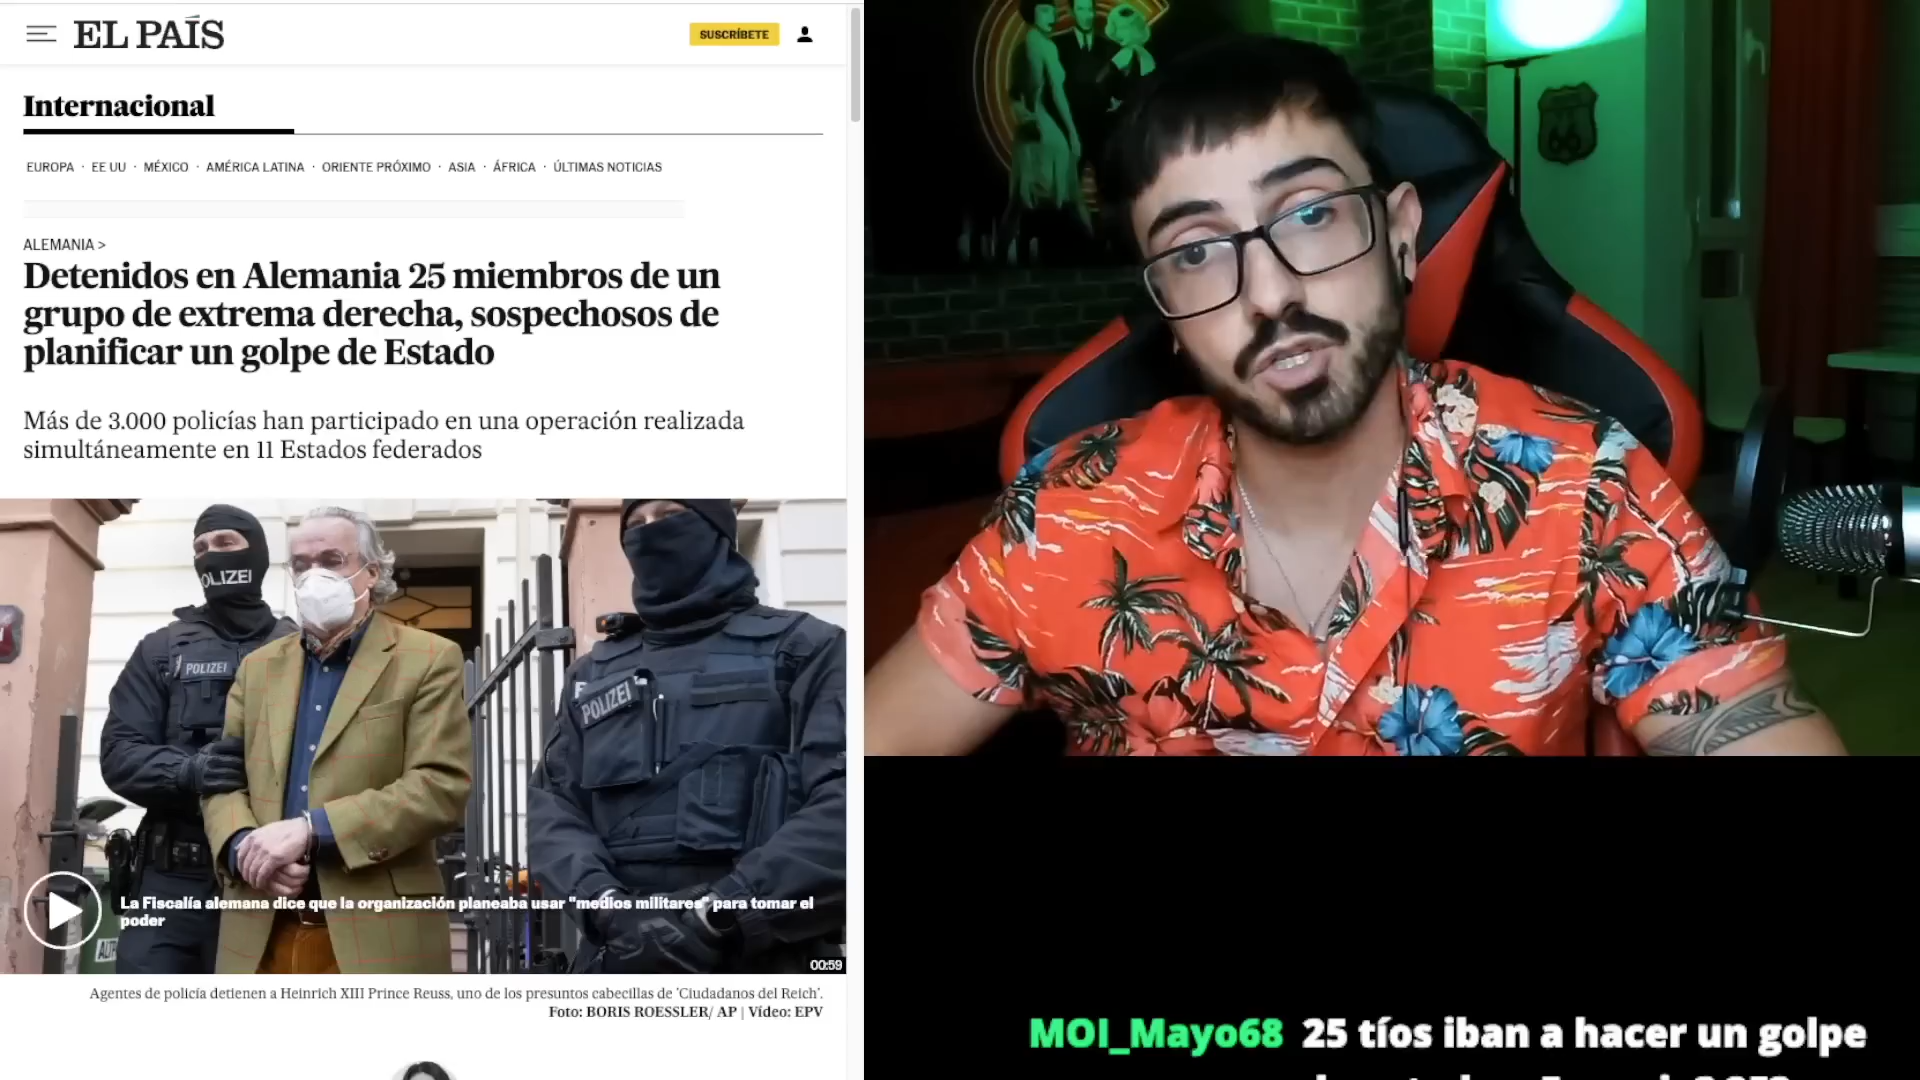 EL PAÍS
SUSCRÍBETE
Internacional
EUROPA · EE UU · MÉXICO · AMÉRICA LATINA · ORIENTE PRÓXIMO · ASIA · ÁFRICA · ÚLTIMAS NOTICIAS
ALEMANIA >
Detenidos en Alemania 25 miembros de un
grupo de extrema derecha, sospechosos de
planificar un golpe de Estado
Más de 3.000 policías han participado en una operación realizada
simultáneamente en 11 Estados federados
OLIZEI
POLIZEI
POLIZEI
La Fiscalía alemana dice que la organización planeaba usar "medios militares" para tomar el
poder
00:59
Agentes de policía detienen a Heinrich XIII Prince Reuss, uno de los presuntos cabecillas de 'Ciudadanos del Reich'.
Foto: BORIS ROESSLER/ AP | Vídeo: EPV
66
MOI_Mayo68 25 tíos iban a hacer un golpe